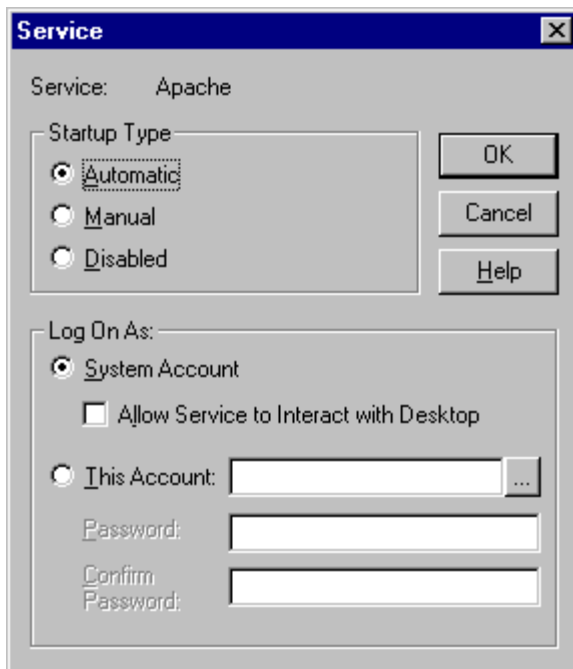 Service
Service: Apache
Startup Type
Automatic
Manual
Disabled
OK
Cancel
Help
Log On As:
System Account
Allow Service to Interact with Desktop
This Account:
...
Password:
Confirm
Password: